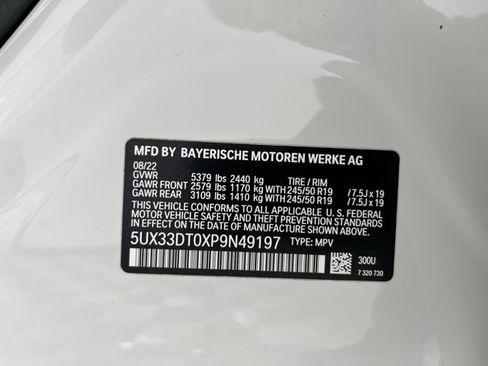 MFD BY BAYERISCHE MOTOREN WERKE AG
08/22
GVWR 5379 lbs 2440 kg TIRE / RIM
GAWR FRONT 2579 lbs 1170 kg WITH 245/50 R19 /7.5J x 19
GAWR REAR 3109 lbs 1410 kg WITH 245/50 R19 /7.5J x 19
THIS VEHICLE CONFORMS TO ALL APPLICABLE U. S. FEDERAL
MOTOR VEHICLE SAFETY AND THEFT PREVENTION STANDARDS
IN EFFECT ON THE DATE OF MANUFACTURE SHOWN ABOVE.
5UX33DT0XP9N49197 TYPE: MPV
300U
7 320 730